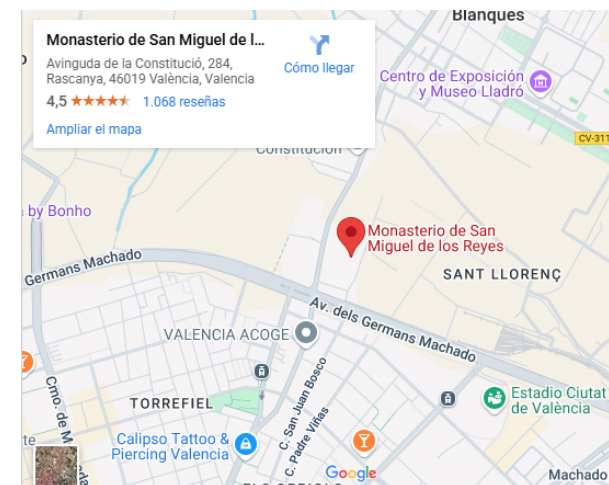 Blanques
Monasterio de San Miguel de l...
Avinguda de la Constitució, 284,
Rascanya, 46019 València, Valencia
4,5 1.068 reseñas
Ampliar el mapa
Cómo llegar
Centro de Exposición
y Museo Lladró
CV-311
Constitución
by Bonho
Monasterio de San
Miguel de los Reyes
Germans Machado
SANT LLORENÇ
Av. dels Germans Machado
VALENCIA ACOGE
C. San Juan Bosco
Estadio Ciutat
de València
TORREFIEL
Cmo. de M
Calipso Tattoo &
Piercing Valencia
C. Padre Viñas
Google
Machado